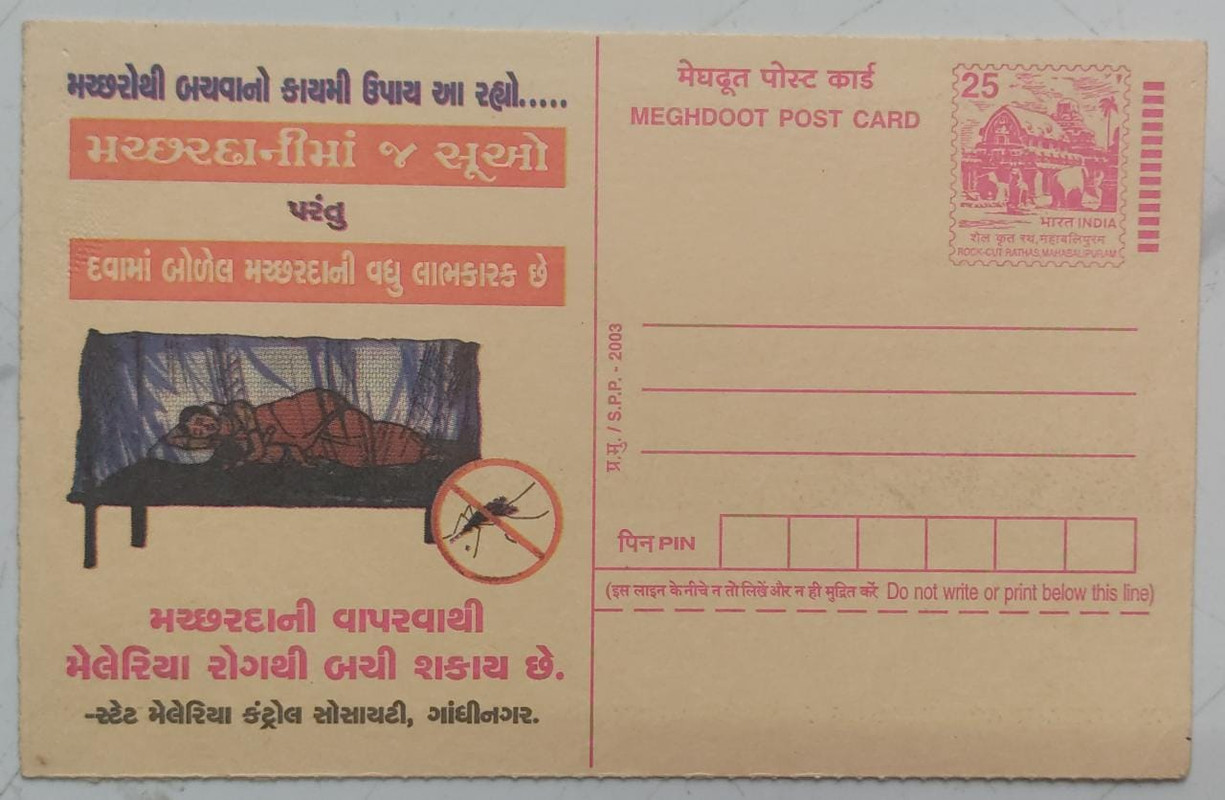 મચ્છરોથી બચવાનો કાયમી ઉપાય આ રહ્યો.....
મચ્છરદાનીમાં જ સૂઓ
પરંતુ
દવામાં બોળેલ મચ્છરદાની વધુ લાભકારક છે
મચ્છરદાની વાપરવાથી
મેલેરિયા રોગથી બચી શકાય છે.
-સ્ટેટ મેલેરિયા કંટ્રોલ સોસાયટી, ગાંધીનગર.
मेघदूत पोस्ट कार्ड
MEGHDOOT POST CARD
25
भारत INDIA
शैल कृत रथ, महाबलिपुरम
ROCK-CUT RATHAS, MAHABALIPURAM
प्र.मु. / S.P.P. - 2003
पिन PIN
(इस लाइन के नीचे न तो लिखें और न ही मुद्रित करें Do not write or print below this line)